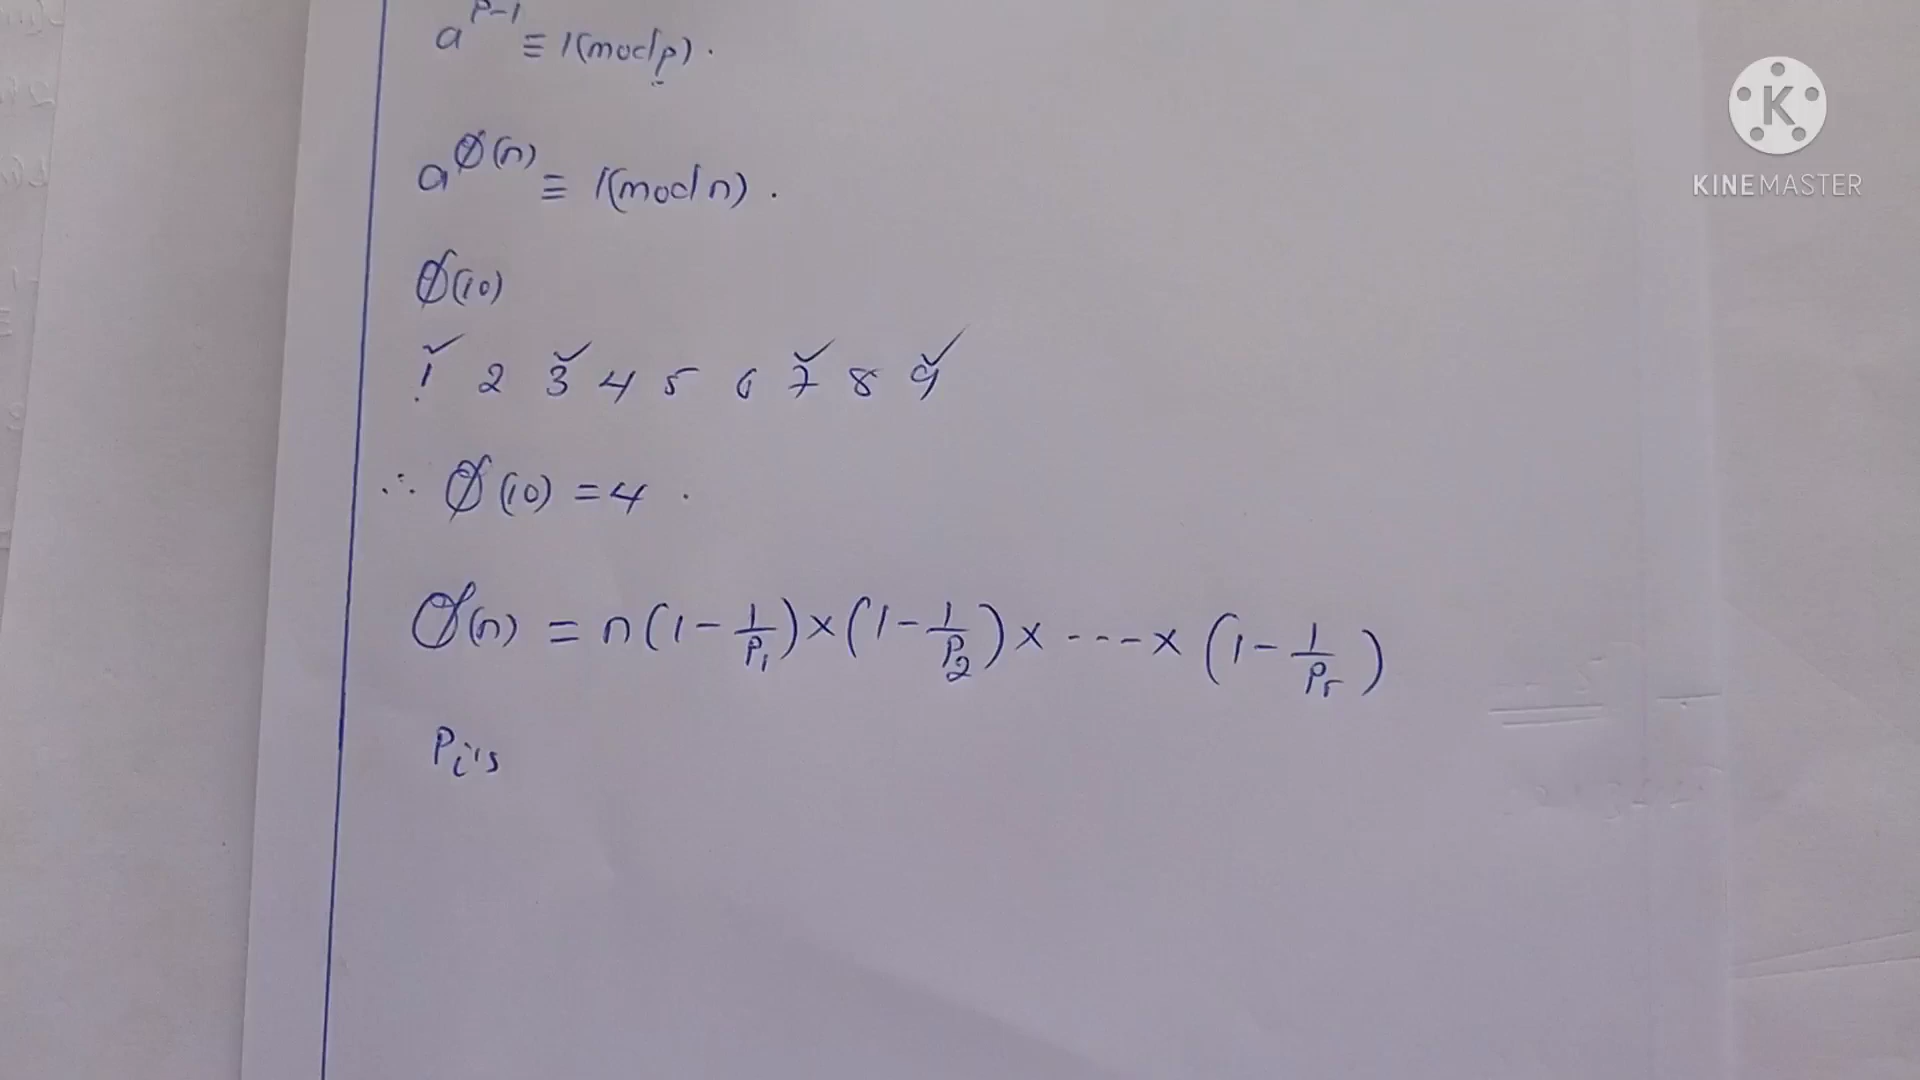 a^{p-1} ≡ 1(mod p).
a^{Ø(n)} ≡ 1(mod n).
Ø(10)
1 2 3 4 5 6 7 8 9
∴ Ø(10) = 4.
Ø(n) = n(1 - 1/P₁) × (1 - 1/P₂) × ---- × (1 - 1/Pr)
Pi's
KINEMASTER